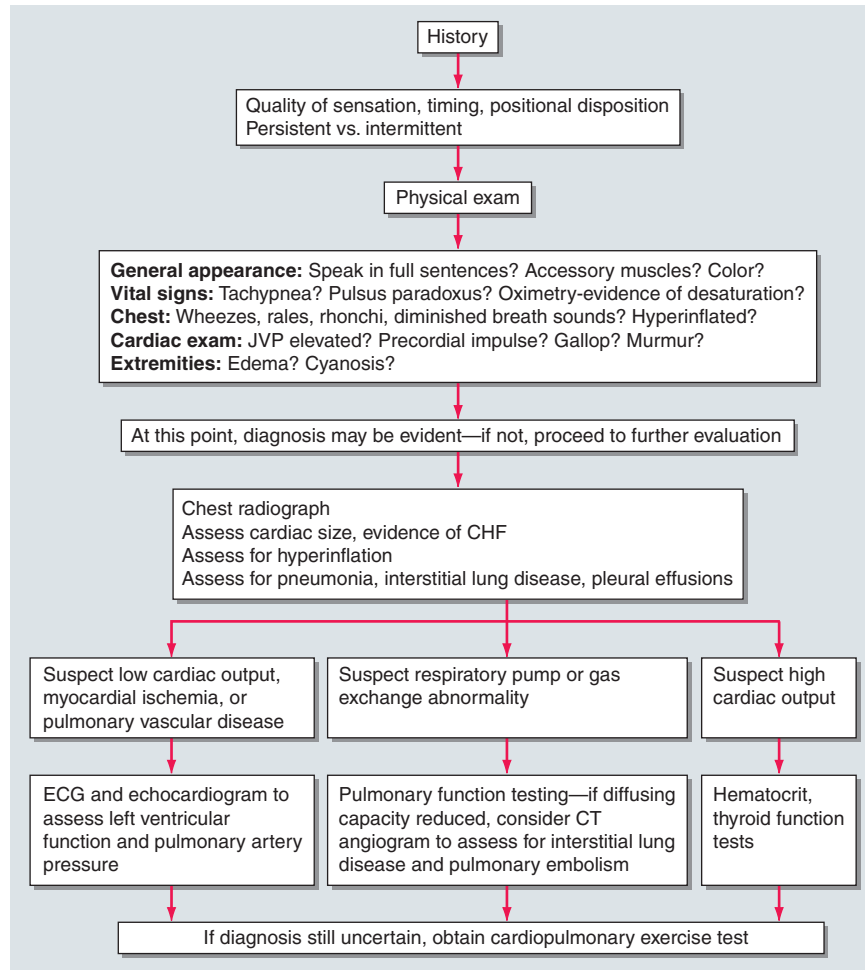 History
Quality of sensation, timing, positional disposition
Persistent vs. intermittent
Physical exam
General appearance: Speak in full sentences? Accessory muscles? Color?
Vital signs: Tachypnea? Pulsus paradoxus? Oximetry-evidence of desaturation?
Chest: Wheezes, rales, rhonchi, diminished breath sounds? Hyperinflated?
Cardiac exam: JVP elevated? Precordial impulse? Gallop? Murmur?
Extremities: Edema? Cyanosis?
At this point, diagnosis may be evident—if not, proceed to further evaluation
Chest radiograph
Assess cardiac size, evidence of CHF
Assess for hyperinflation
Assess for pneumonia, interstitial lung disease, pleural effusions
Suspect low cardiac output,
myocardial ischemia, or
pulmonary vascular disease
Suspect respiratory pump or gas
exchange abnormality
Suspect high
cardiac output
ECG and echocardiogram to
assess left ventricular
function and pulmonary artery
pressure
Pulmonary function testing—if diffusing
capacity reduced, consider CT
angiogram to assess for interstitial lung
disease and pulmonary embolism
Hematocrit,
thyroid function
tests
If diagnosis still uncertain, obtain cardiopulmonary exercise test